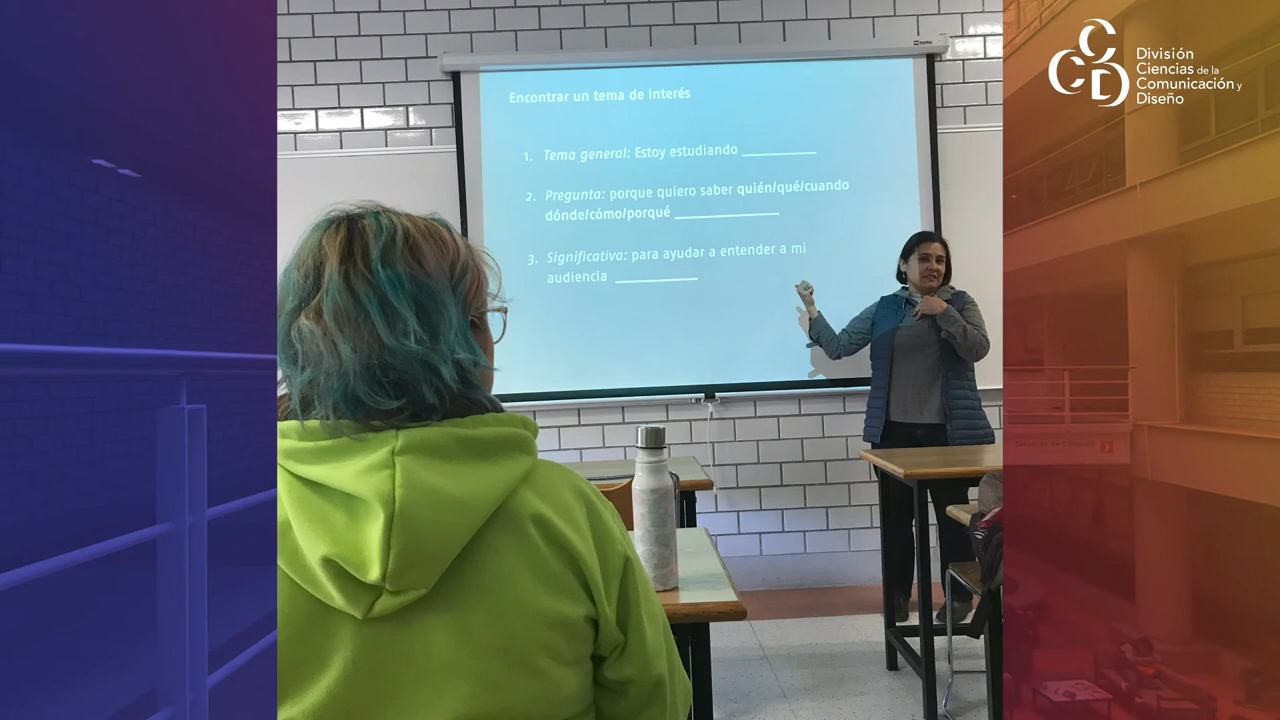 Encontrar un tema de interés
1. Tema general: Estoy estudiando
2. Pregunta: porque quiero saber quién/qué/cuando
dónde/cómo/porqué
3. Significativa: para ayudar a entender a mi
audiencia
CCD
División
Ciencias de la
Comunicación y
Diseño